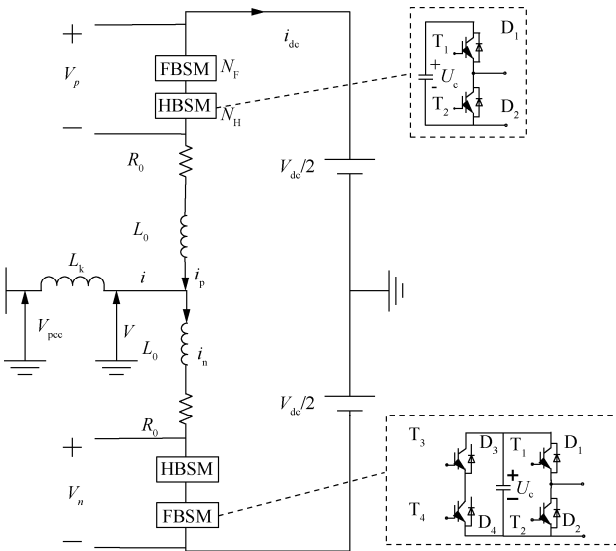 +
V_p
−
i_dc
FBSM N_F
HBSM N_H
R_0
L_0
V_dc/2
T_1 D_1
+ U_c
-
T_2 D_2
L_k i i_p
V_pcc V L_0 i_n
R_0
V_dc/2
+
V_n
−
HBSM
FBSM
T_3 D_3 T_1 D_1
+
U_c
−
T_4 D_4 T_2 D_2